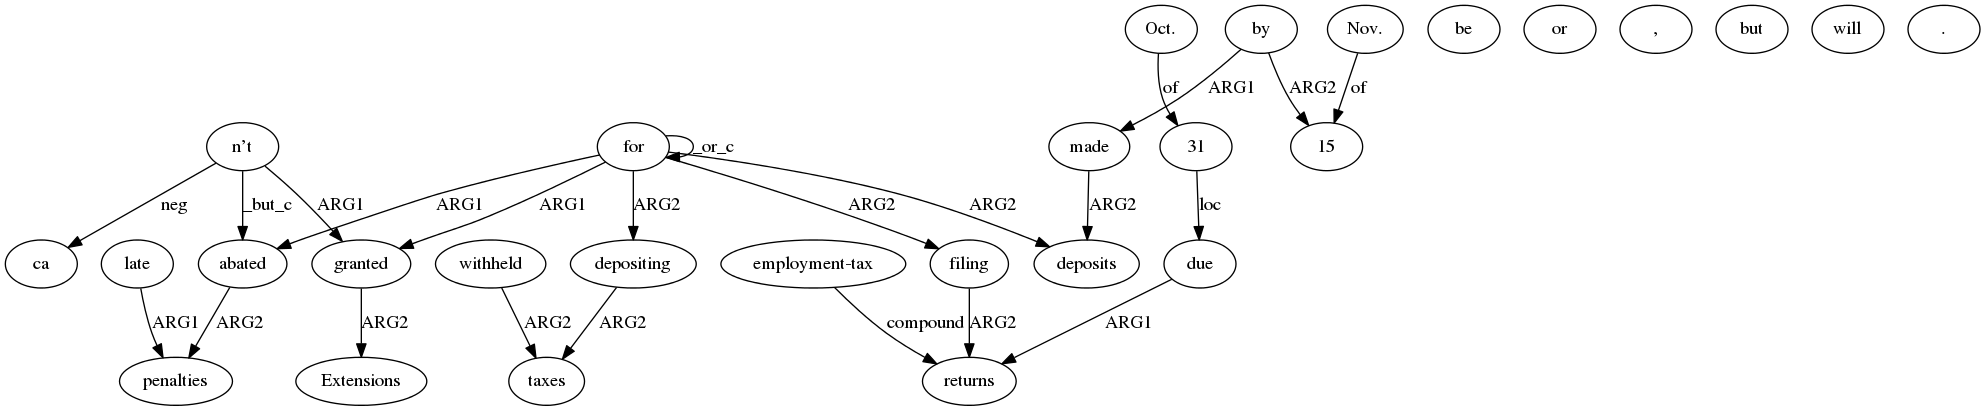 Oct. by Nov. be or , but will .
of ARG1 ARG2 of
n't for made 31 15
_or_c
neg _but_c ARG1 ARG1 ARG1 ARG2 ARG2 ARG2 ARG2 loc
ca late abated granted withheld depositing employment-tax filing deposits due
ARG1 ARG2 ARG2 ARG2 ARG2 compound ARG2 ARG1
penalties Extensions taxes returns